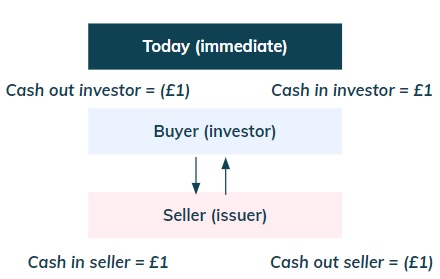 Today (immediate)
Cash out investor = (£1)
Cash in investor = £1
Buyer (investor)
Seller (issuer)
Cash in seller = £1
Cash out seller = (£1)